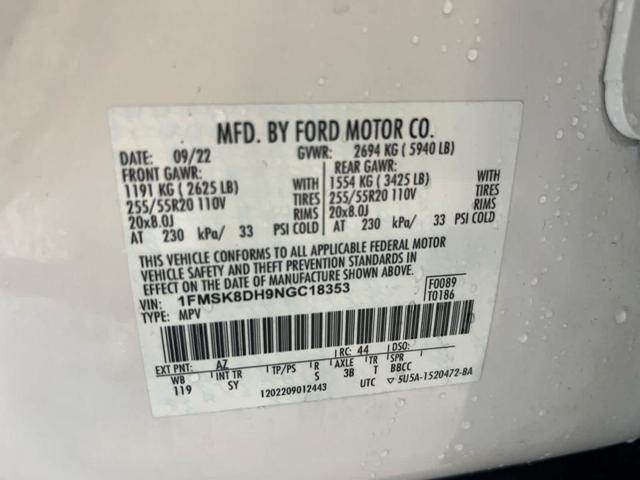 MFD. BY FORD MOTOR CO.
DATE: 09/22 GVWR: 2694 KG ( 5940 LB)
FRONT GAWR: REAR GAWR:
1191 KG ( 2625 LB) WITH 1554 KG ( 3425 LB) WITH
255/55R20 110V TIRES 255/55R20 110V TIRES
20x8.0J RIMS 20x8.0J RIMS
AT 230 kPa/ 33 PSI COLD AT 230 kPa/ 33 PSI COLD
THIS VEHICLE CONFORMS TO ALL APPLICABLE FEDERAL MOTOR
VEHICLE SAFETY AND THEFT PREVENTION STANDARDS IN
EFFECT ON THE DATE OF MANUFACTURE SHOWN ABOVE.
VIN: 1FMSK8DH9NGC18353 F0089
TYPE: MPV T0186
EXT PNT: AZ RC: 44 DSO:
WB INT TR TP/PS R AXLE TR SPR
119 SY S 3B T BBCC
1202209012443 UTC ▽ 5U5A-1520472-BA